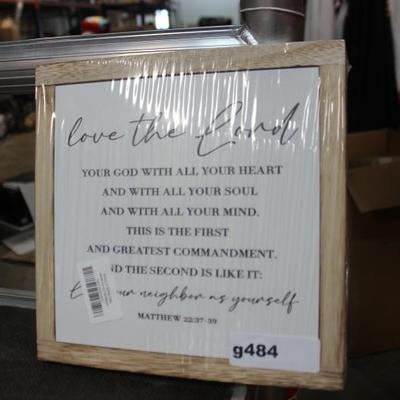 love the Lord
YOUR GOD WITH ALL YOUR HEART
AND WITH ALL YOUR SOUL
AND WITH ALL YOUR MIND.
THIS IS THE FIRST
AND GREATEST COMMANDMENT.
THE SECOND IS LIKE IT:
neighbor as yourself
MATTHEW 22:37-39
g484